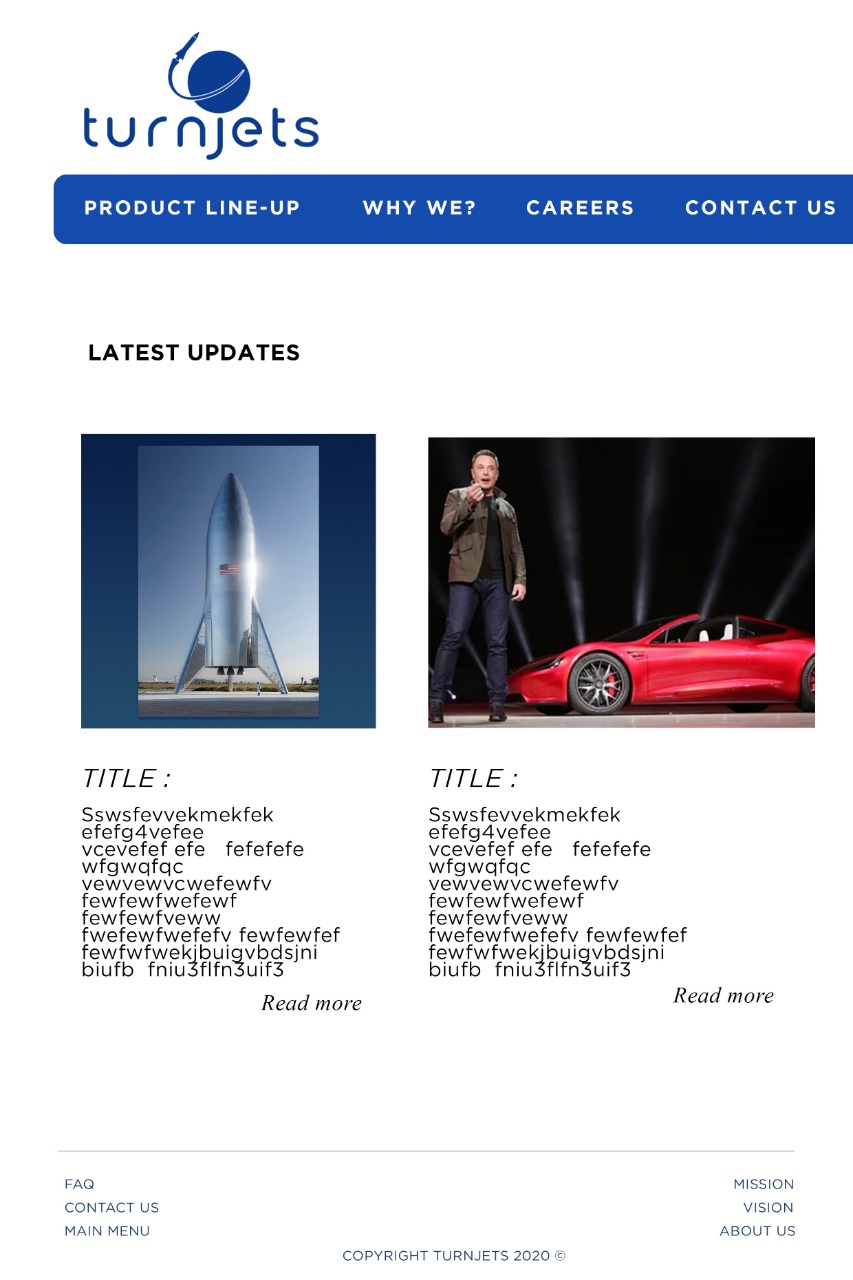 turnjets
PRODUCT LINE-UP WHY WE? CAREERS CONTACT US
LATEST UPDATES
TITLE :
Sswsfevvekmekfek
efefg4vefee
vcevefef efe fefefefe
wfgwqfqc
vewvewvcwefewfv
fewfewfwefewf
fewfewfveww
fwefewfwefefv fewfewfef
fewfwfwekjbuigvbdsjni
biufb fniu3flfn3uif3
Read more
TITLE :
Sswsfevvekmekfek
efefg4vefee
vcevefef efe fefefefe
wfgwqfqc
vewvewvcwefewfv
fewfewfwefewf
fewfewfveww
fwefewfwefefv fewfewfef
fewfwfwekjbuigvbdsjni
biufb fniu3flfn3uif3
Read more
FAQ
CONTACT US
MAIN MENU
MISSION
VISION
ABOUT US
COPYRIGHT TURNJETS 2020 ©